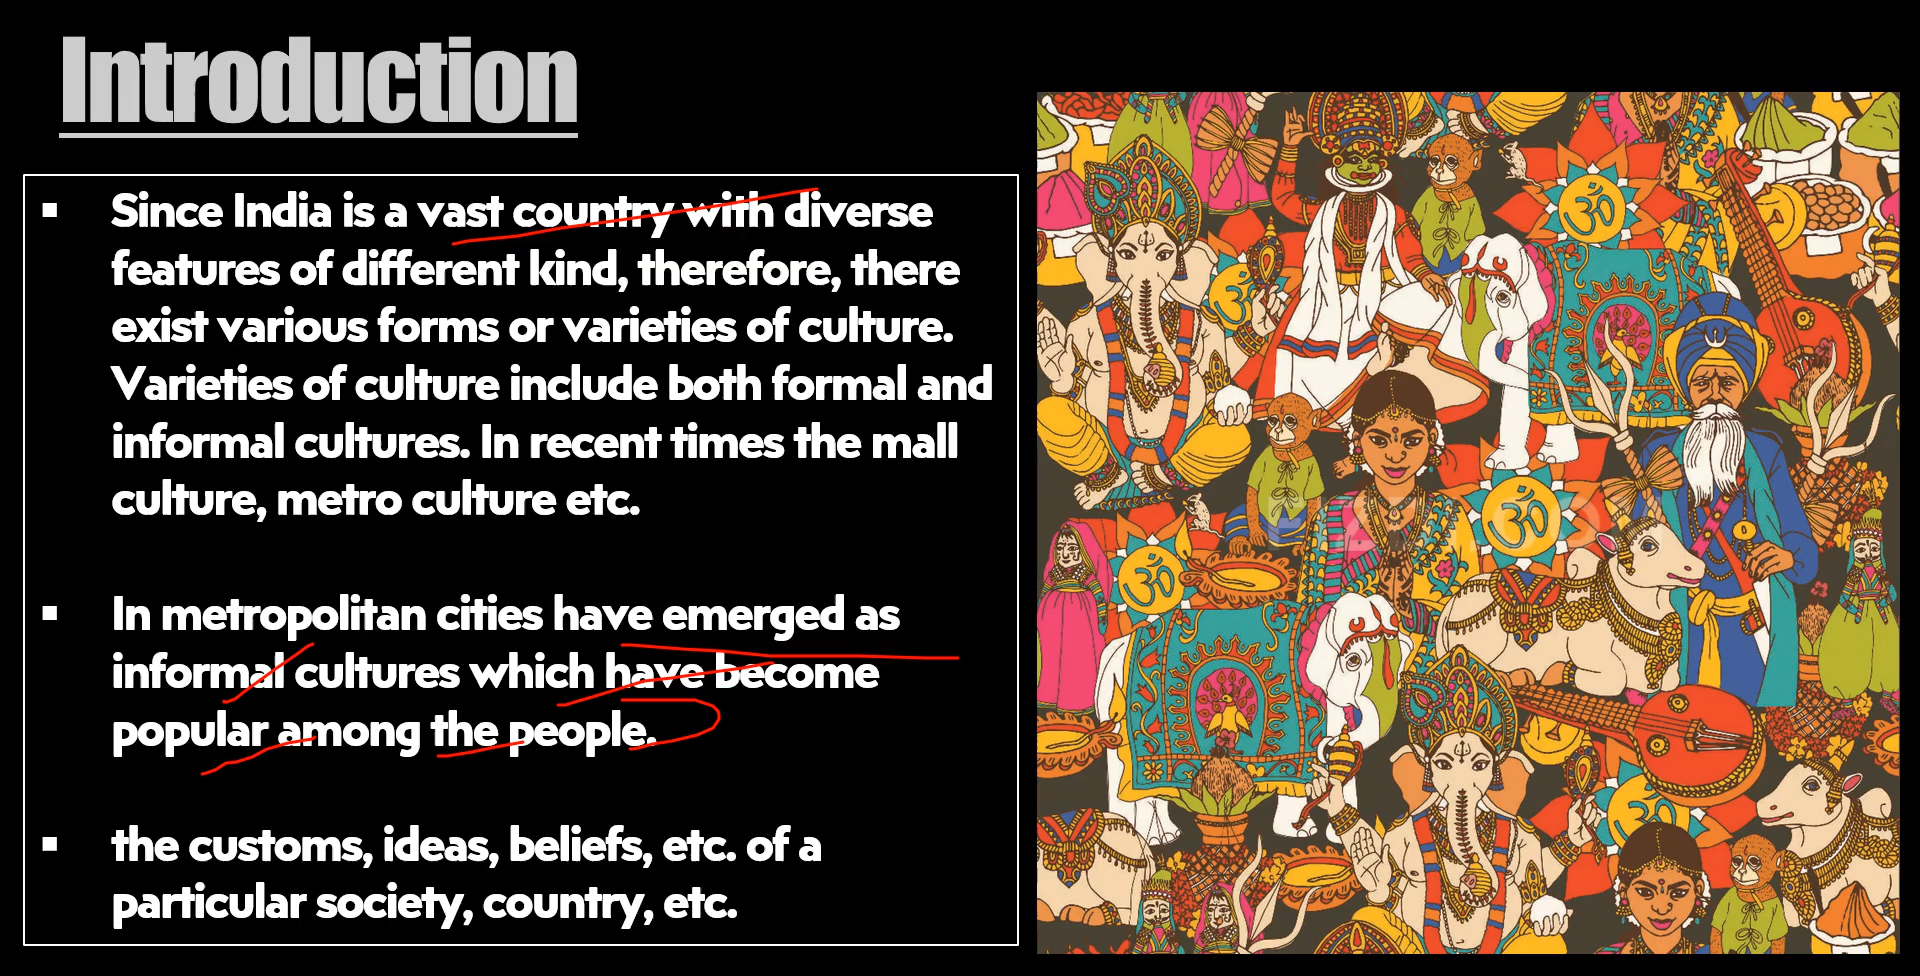 Introduction
▪ Since India is a vast country with diverse
features of different kind, therefore, there
exist various forms or varieties of culture.
Varieties of culture include both formal and
informal cultures. In recent times the mall
culture, metro culture etc.
▪ In metropolitan cities have emerged as
informal cultures which have become
popular among the people.
▪ the customs, ideas, beliefs, etc. of a
particular society, country, etc.
ॐ
ॐ
ॐ
ॐ
ॐ